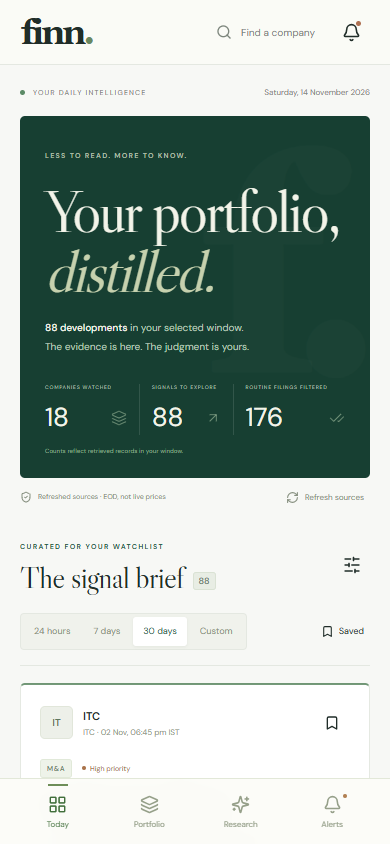 finn.
Find a company
YOUR DAILY INTELLIGENCE
Saturday, 14 November 2026
LESS TO READ. MORE TO KNOW.
Your portfolio,
distilled.
88 developments in your selected window.
The evidence is here. The judgment is yours.
COMPANIES WATCHED
18
SIGNALS TO EXPLORE
88
ROUTINE FILINGS FILTERED
176
Counts reflect retrieved records in your window.
Refreshed sources · EOD, not live prices
Refresh sources
CURATED FOR YOUR WATCHLIST
The signal brief 88
24 hours
7 days
30 days
Custom
Saved
IT
ITC
ITC · 02 Nov, 06:45 pm IST
M&A
High priority
Today
Portfolio
Research
Alerts